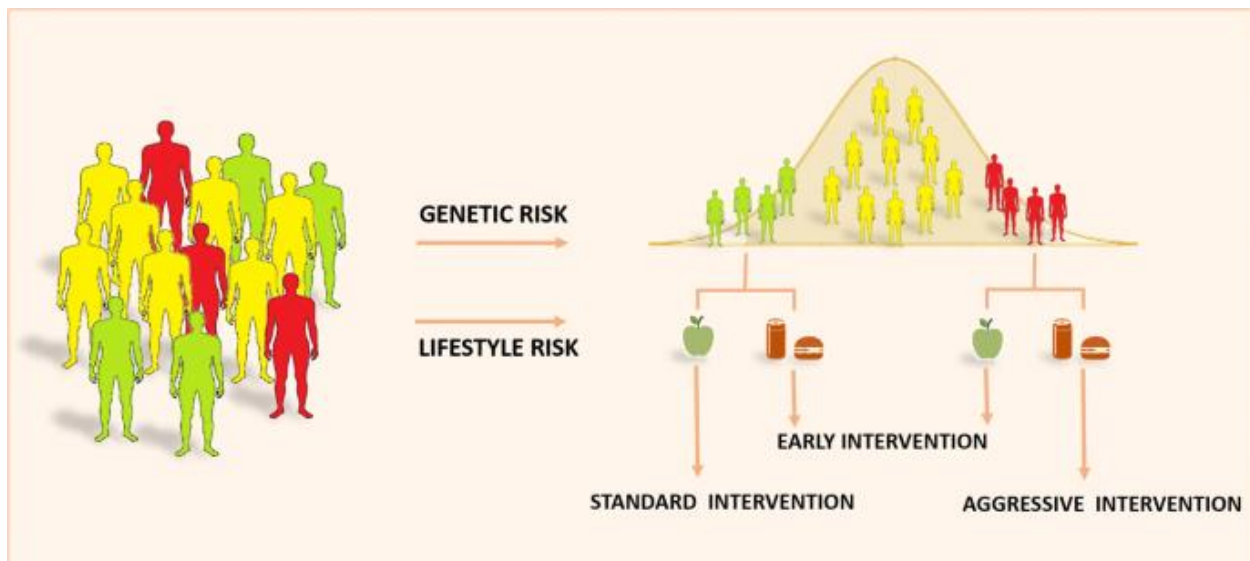 GENETIC RISK
LIFESTYLE RISK
EARLY INTERVENTION
STANDARD INTERVENTION
AGGRESSIVE INTERVENTION